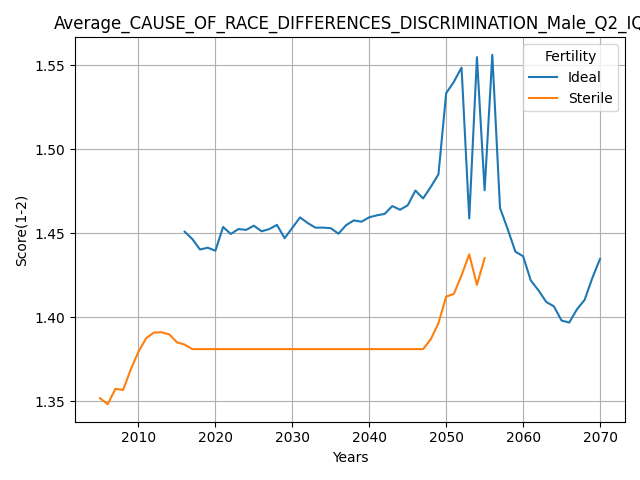 Average_CAUSE_OF_RACE_DIFFERENCES_DISCRIMINATION_Male_Q2_IQ
Fertility
Ideal
Sterile
1.55
1.50
1.45
1.40
1.35
Score(1-2)
2010 2020 2030 2040 2050 2060 2070
Years